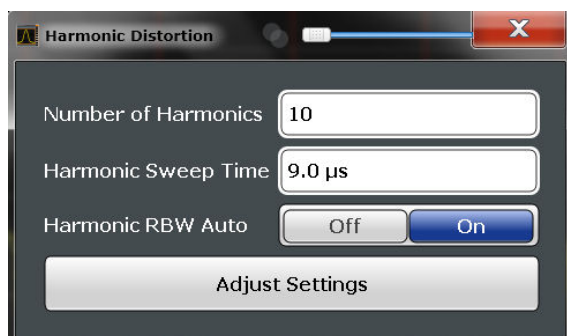 Harmonic Distortion
X
Number of Harmonics 10
Harmonic Sweep Time 9.0 µs
Harmonic RBW Auto Off On
Adjust Settings